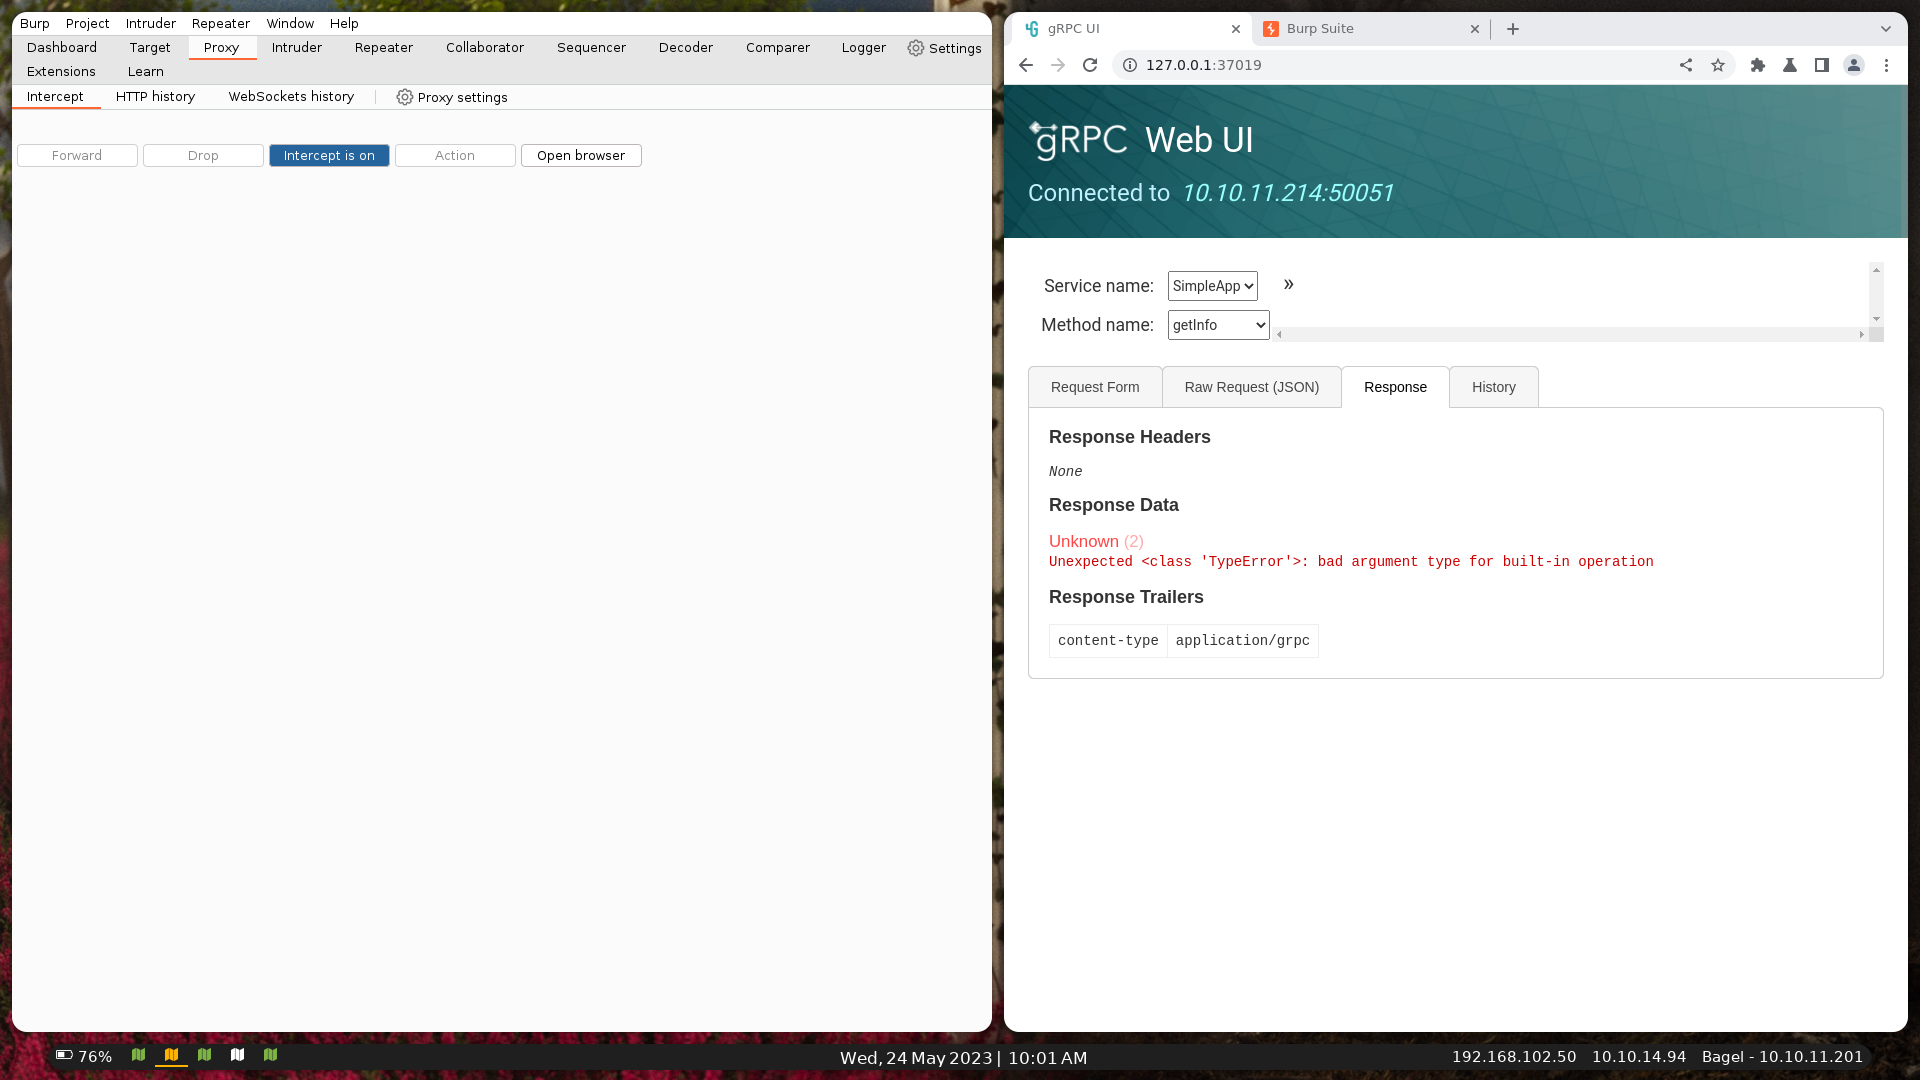 Burp Project Intruder Repeater Window Help
Dashboard Target Proxy Intruder Repeater Collaborator Sequencer Decoder Comparer Logger Settings
Extensions Learn
Intercept HTTP history WebSockets history Proxy settings
Forward Drop Intercept is on Action Open browser
gRPC UI Burp Suite
127.0.0.1:37019
gRPC Web UI
Connected to 10.10.11.214:50051
Service name: SimpleApp »
Method name: getInfo
Request Form Raw Request (JSON) Response History
Response Headers
None
Response Data
Unknown (2)
Unexpected <class 'TypeError'>: bad argument type for built-in operation
Response Trailers
content-type application/grpc
76% Wed, 24 May 2023 | 10:01 AM 192.168.102.50 10.10.14.94 Bagel - 10.10.11.201